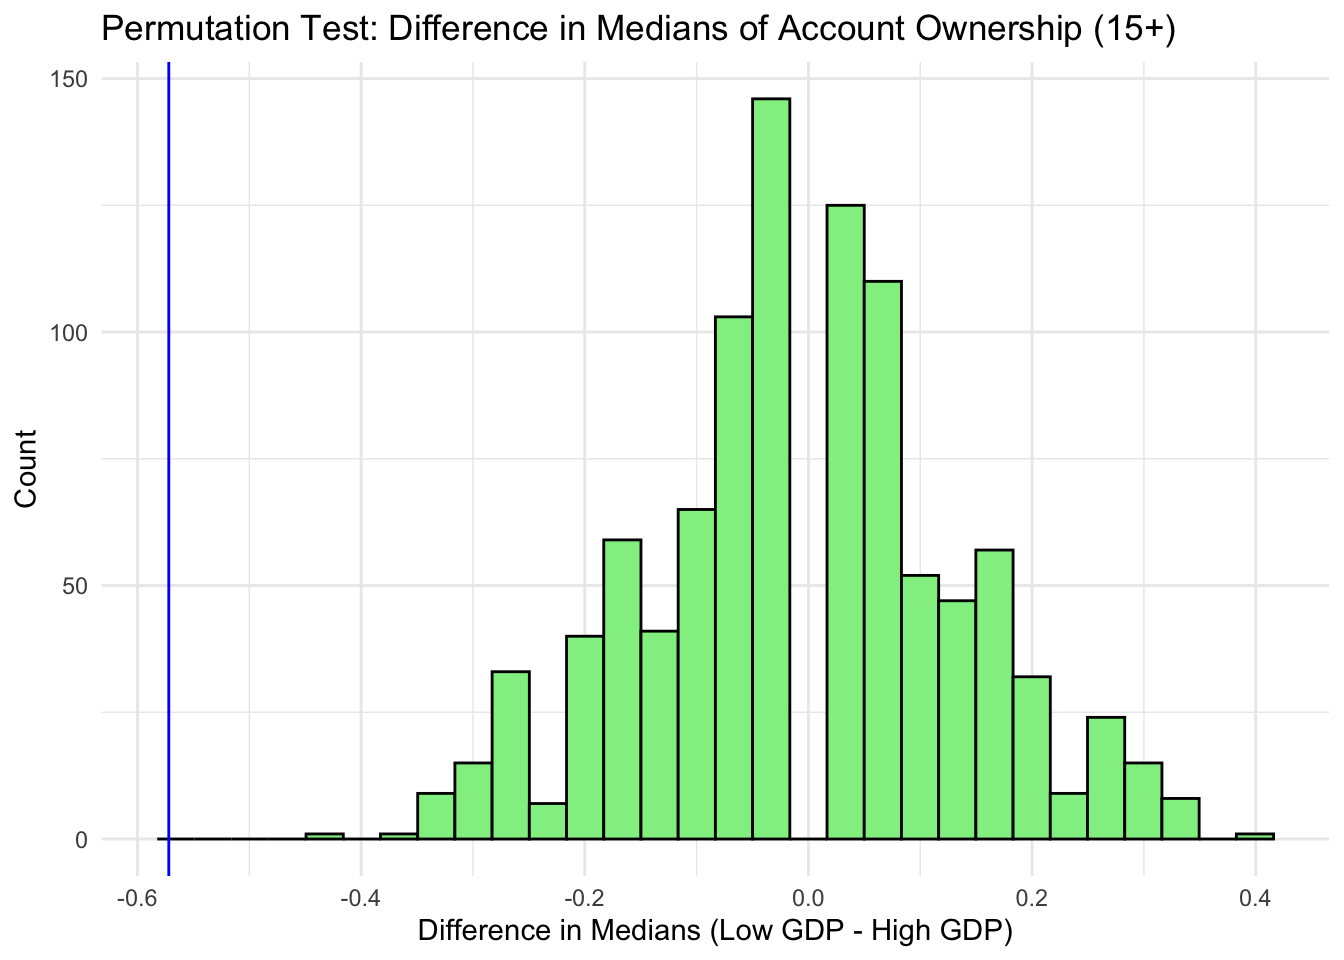 Permutation Test: Difference in Medians of Account Ownership (15+)
150
100
50
0
Count
-0.6 -0.4 -0.2 0.0 0.2 0.4
Difference in Medians (Low GDP - High GDP)